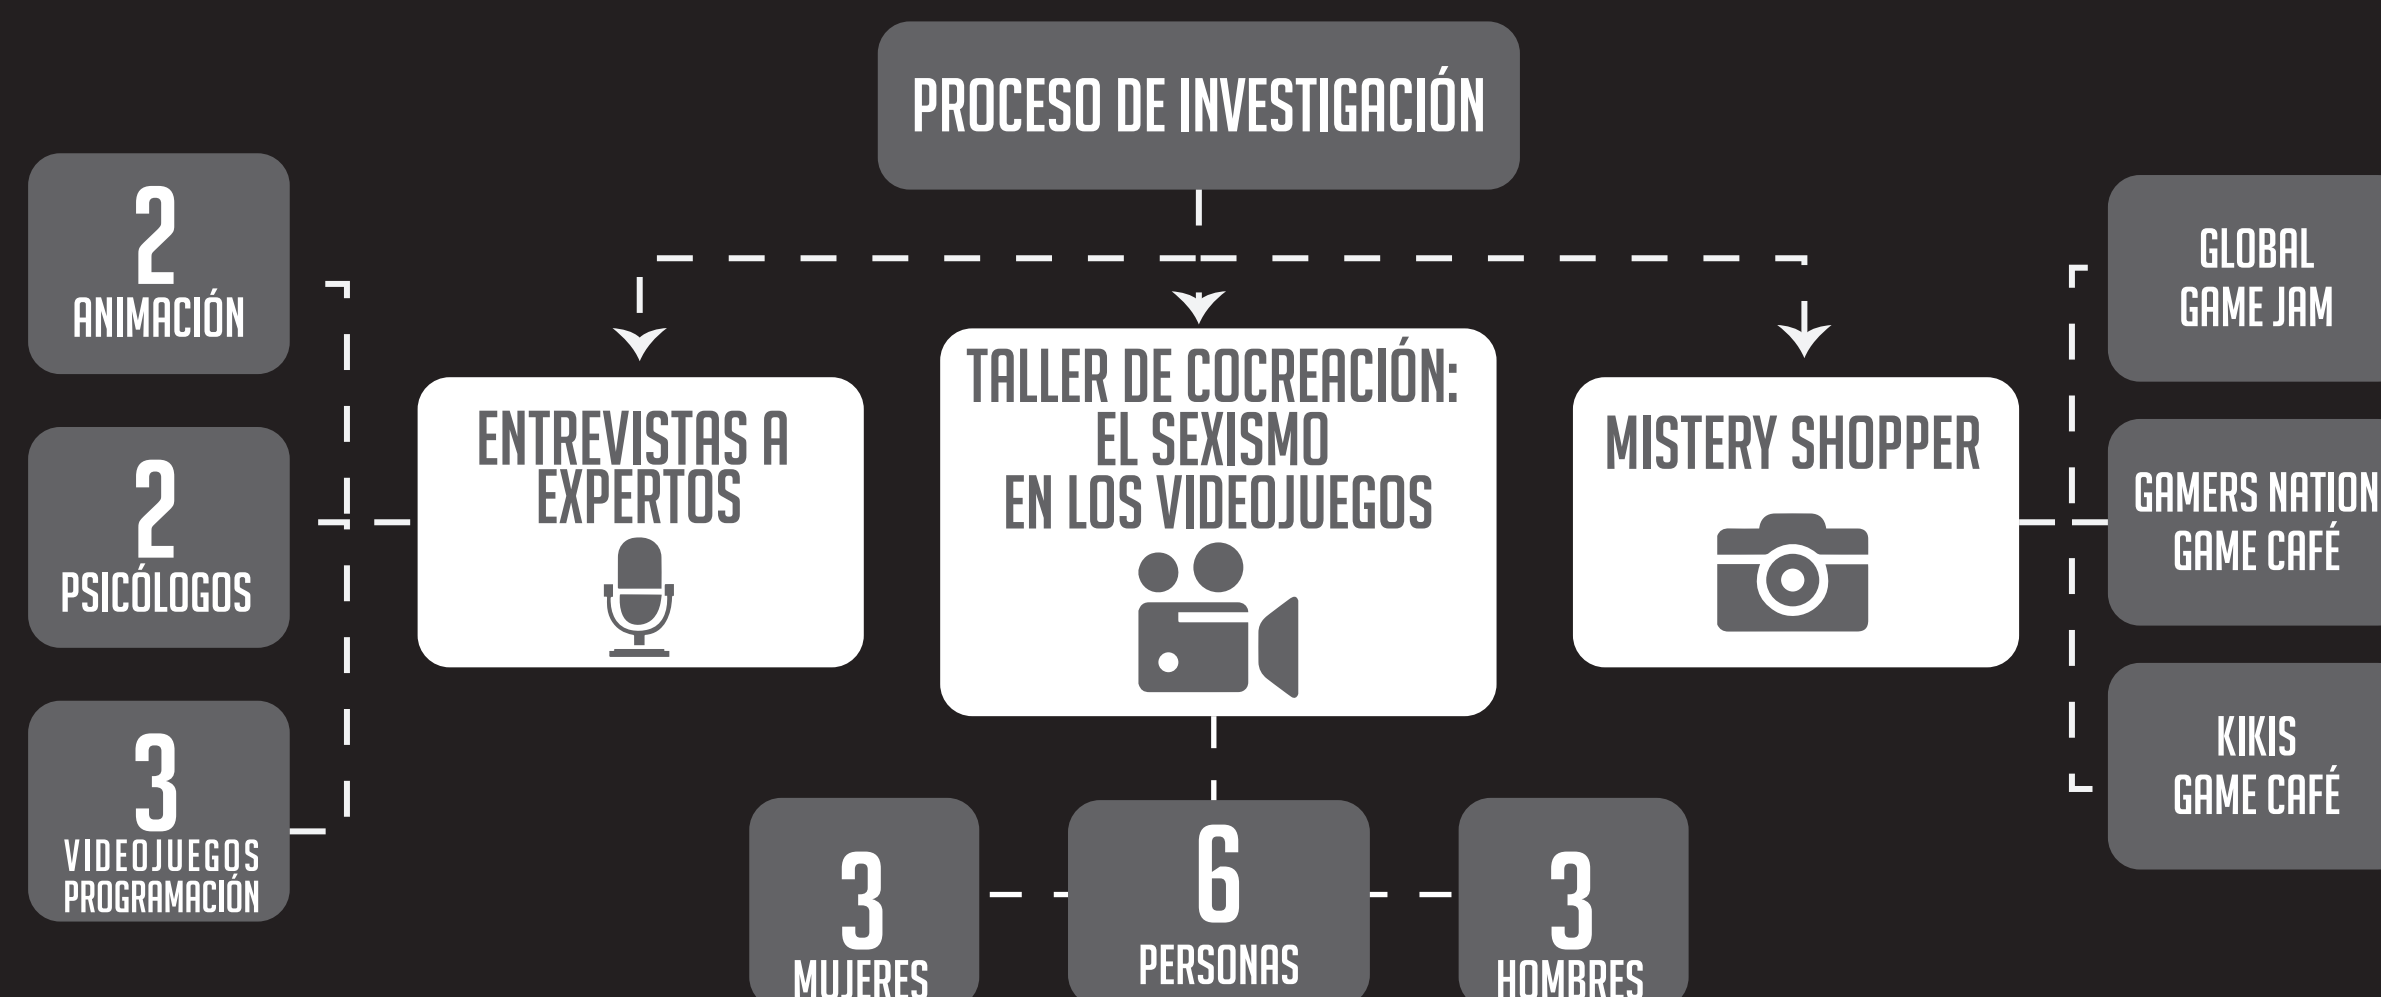 PROCESO DE INVESTIGACIÓN
2
ANIMACIÓN
2
PSICÓLOGOS
3
VIDEOJUEGOS
PROGRAMACIÓN
ENTREVISTAS A
EXPERTOS
TALLER DE COCREACIÓN:
EL SEXISMO
EN LOS VIDEOJUEGOS
MISTERY SHOPPER
GLOBAL
GAME JAM
GAMERS NATION
GAME CAFÉ
KIKIS
GAME CAFÉ
3
MUJERES
6
PERSONAS
3
HOMBRES